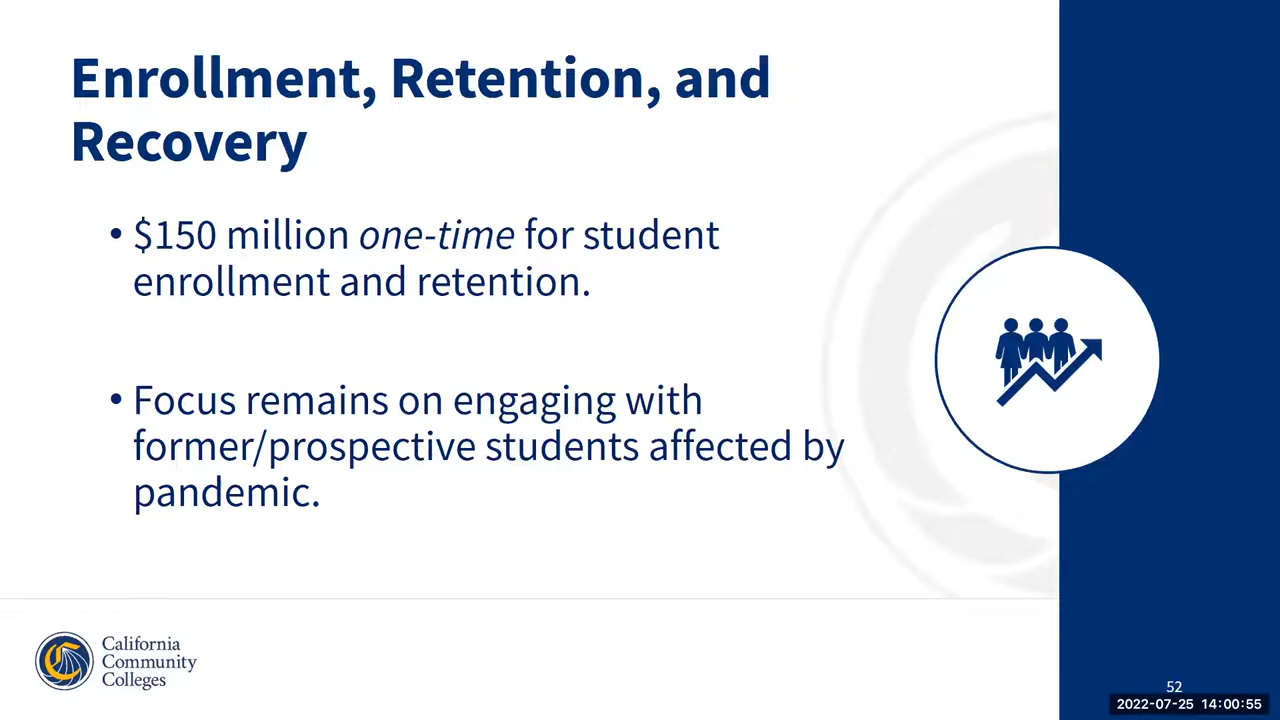 Enrollment, Retention, and
Recovery
• $150 million one-time for student
enrollment and retention.
• Focus remains on engaging with
former/prospective students affected by
pandemic.
California
Community
Colleges
52
2022-07-25 14:00:55